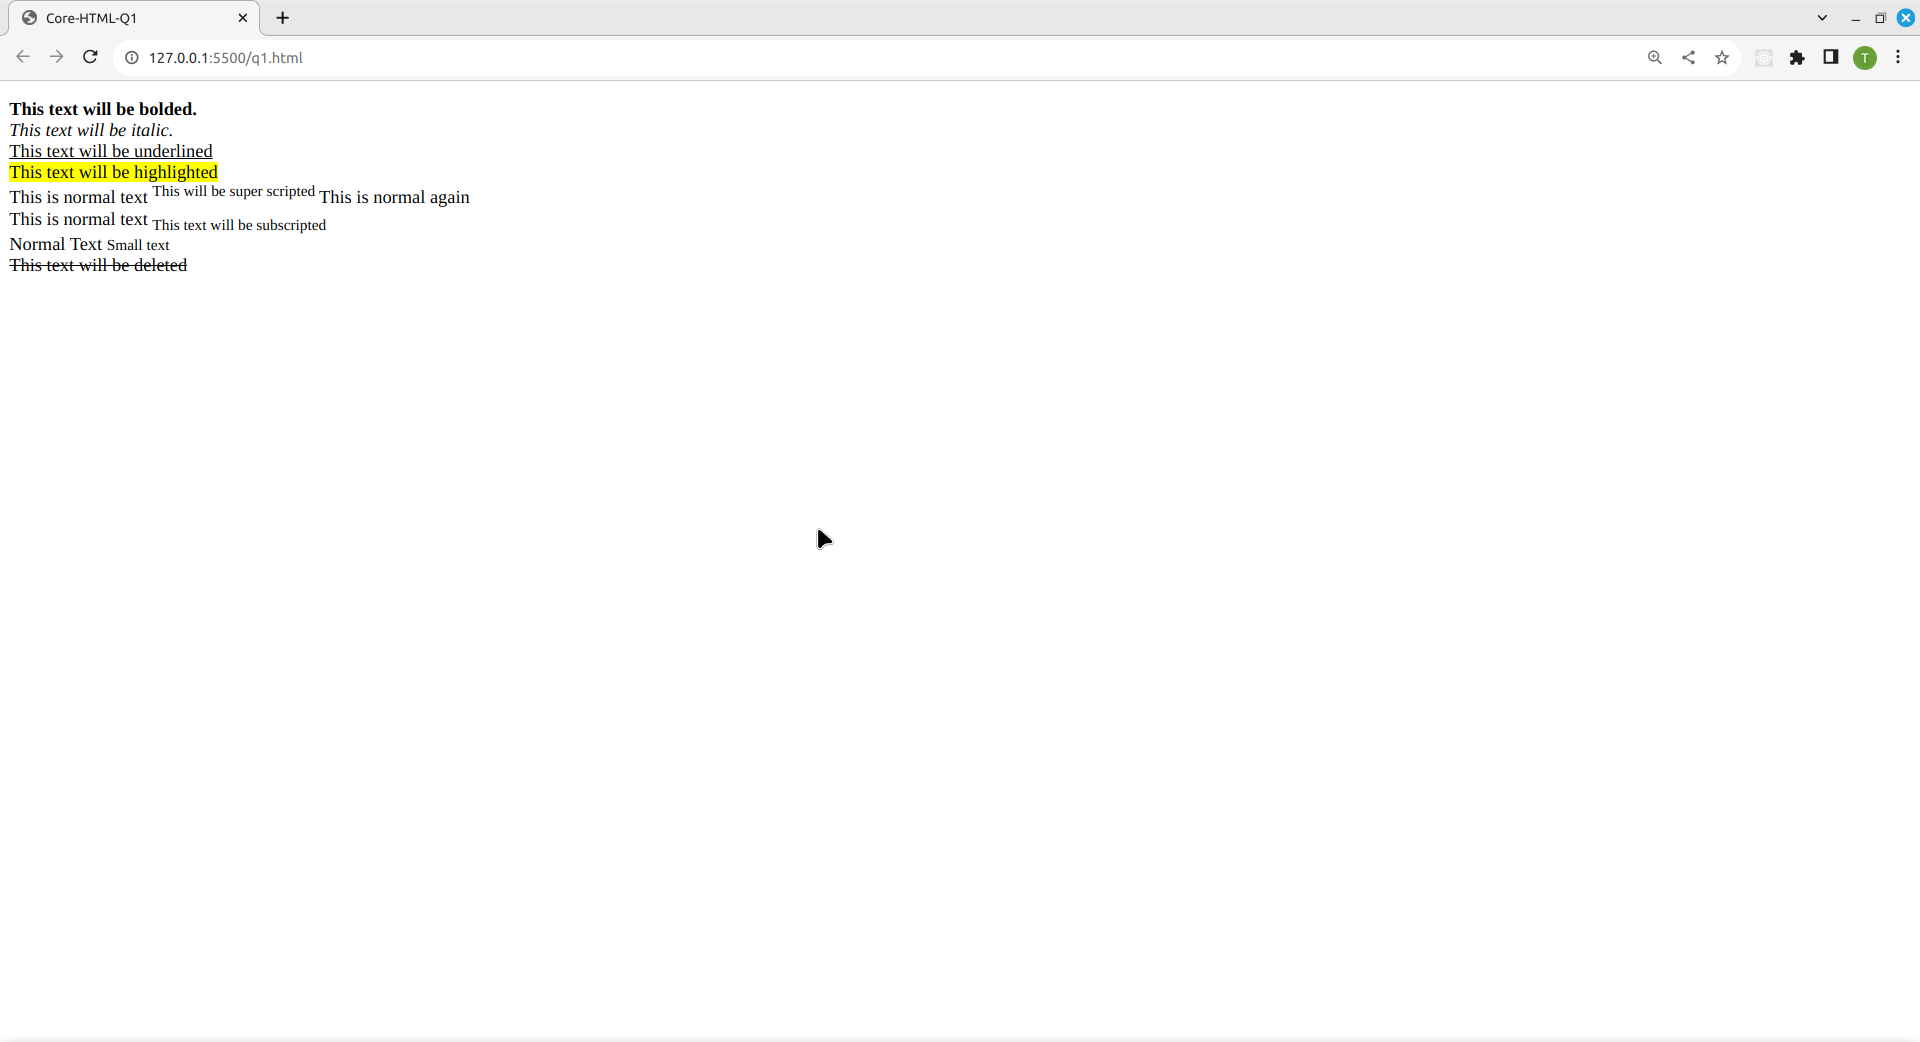 Core-HTML-Q1
127.0.0.1:5500/q1.html
T
This text will be bolded.
This text will be italic.
This text will be underlined
This text will be highlighted
This is normal text This will be super scripted This is normal again
This is normal text This text will be subscripted
Normal Text Small text
This text will be deleted